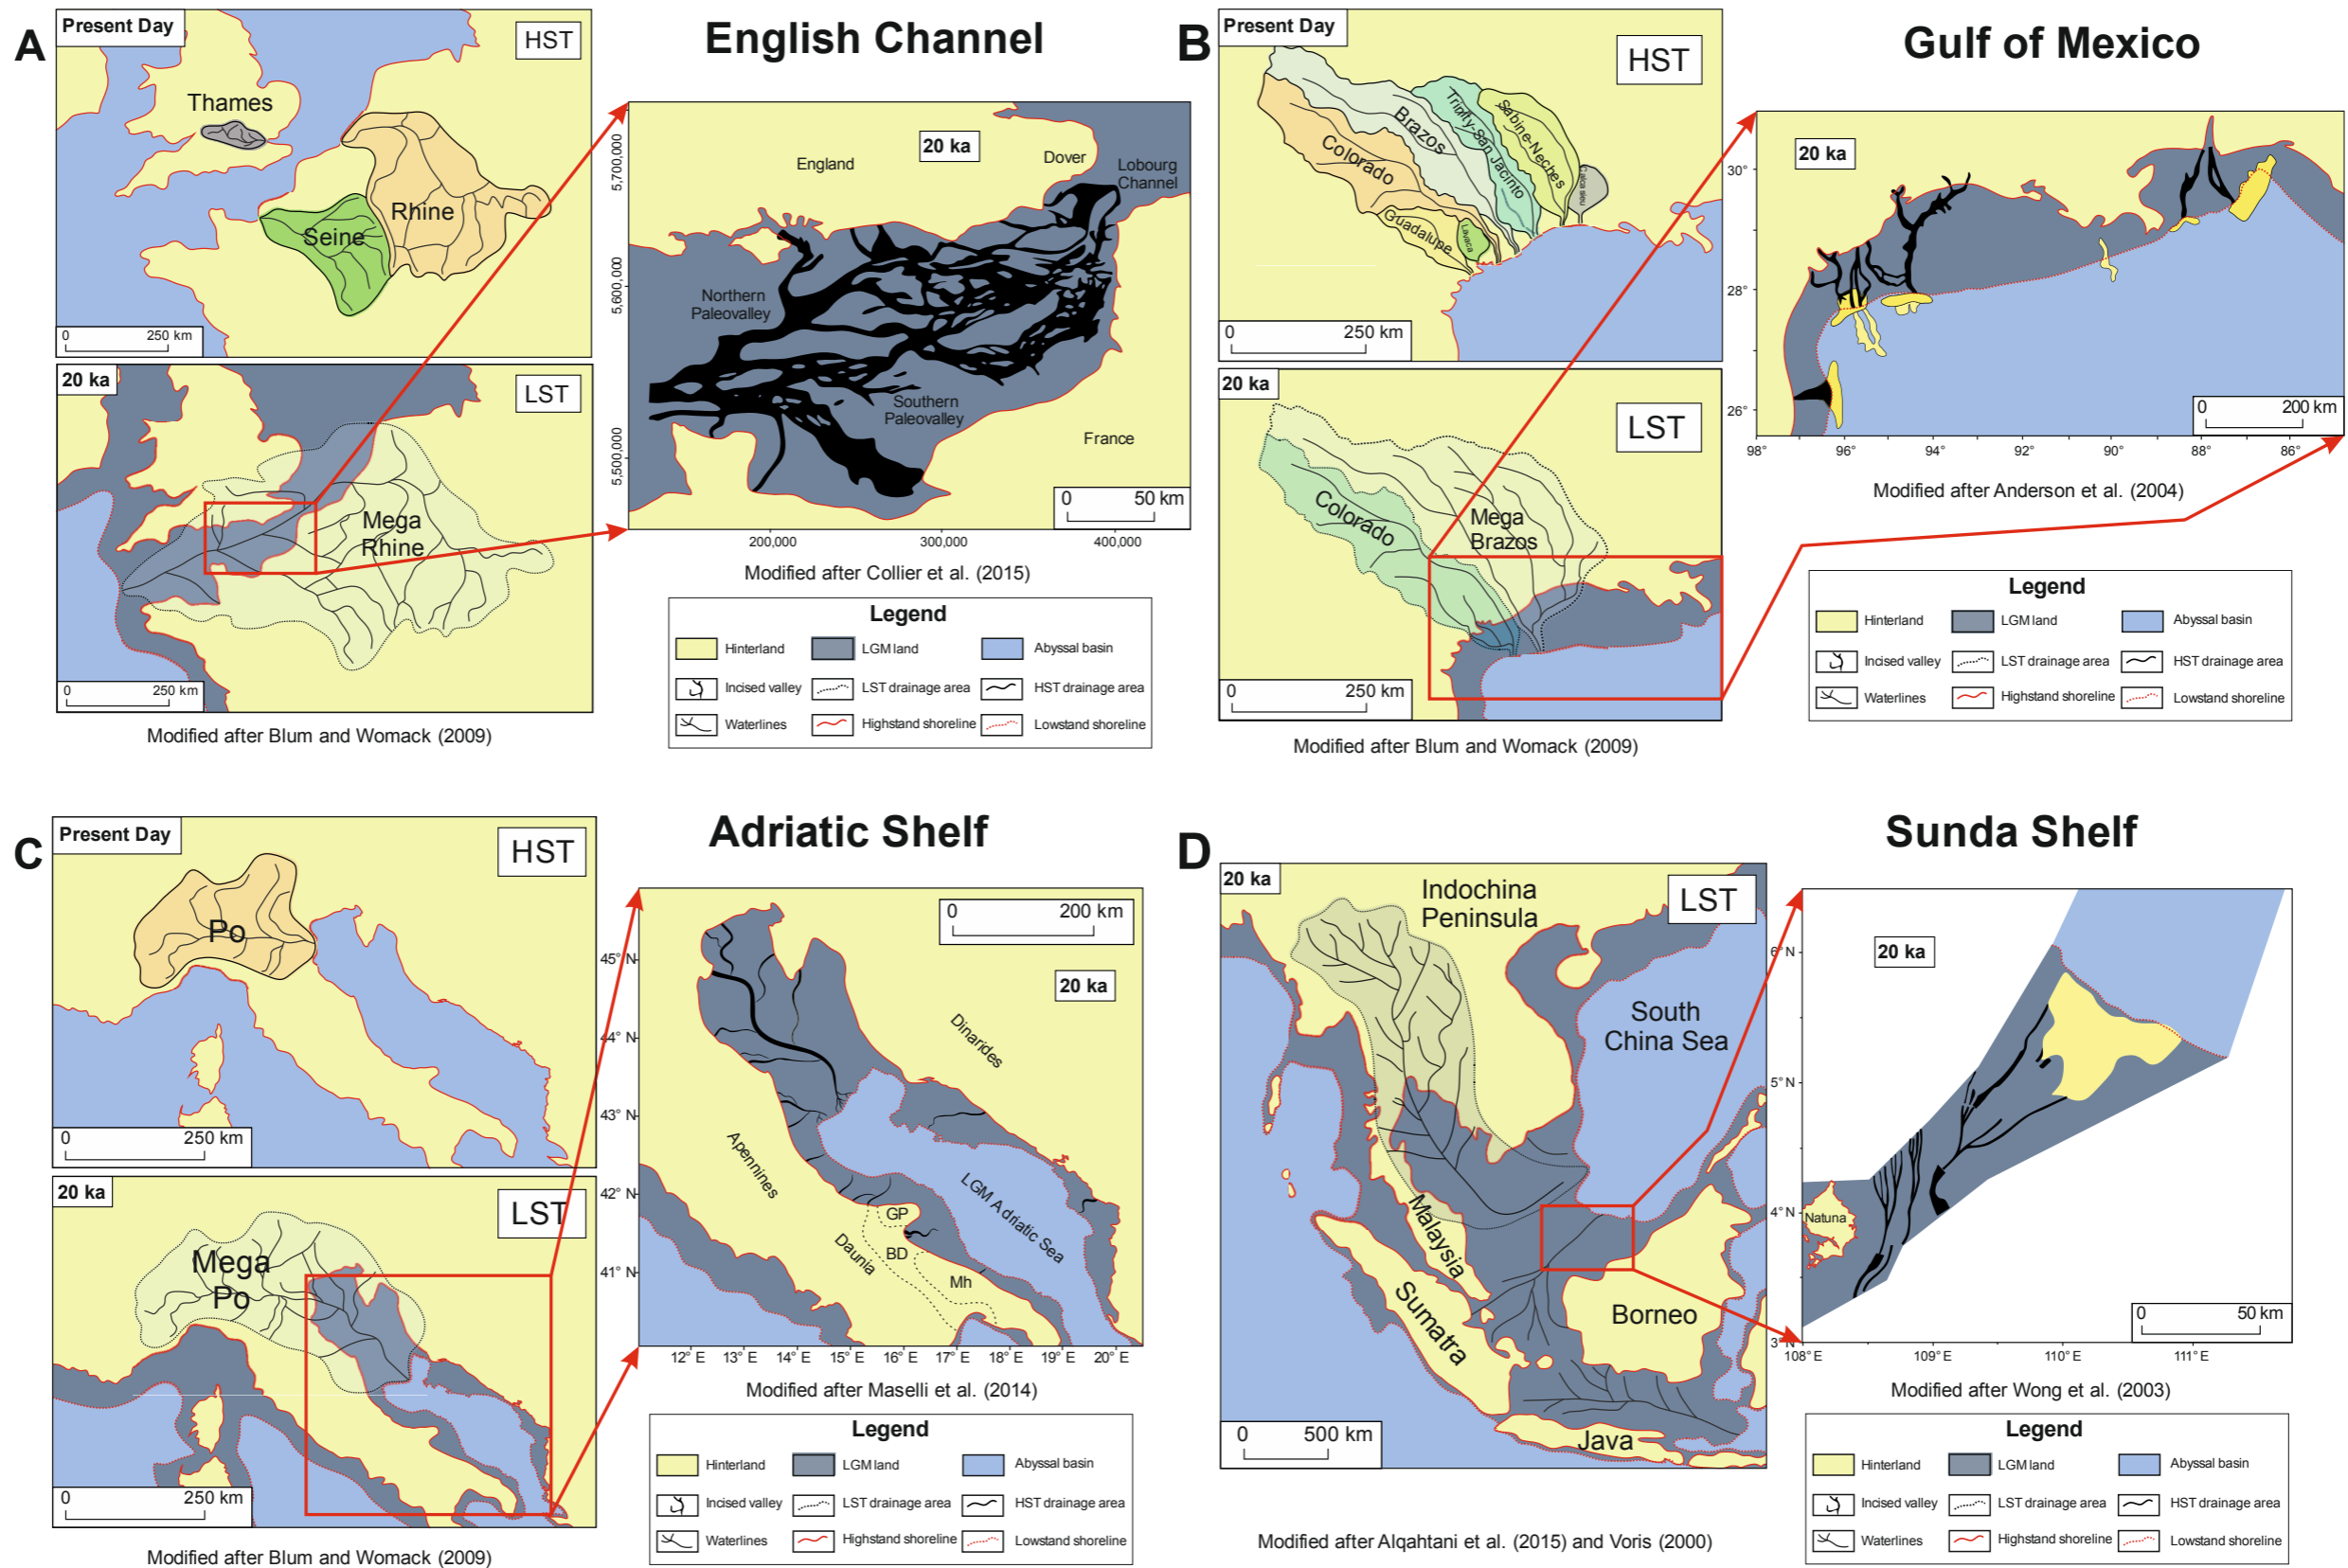 A
English Channel
Present Day
HST
Thames
Rhine
Seine
0 250 km
20 ka
LST
Mega
Rhine
0 250 km
Modified after Blum and Womack (2009)
20 ka
England
Dover
Lobourg
Channel
Northern
Paleovalley
Southern
Paleovalley
France
0 50 km
5,700,000
5,600,000
5,500,000
200,000 300,000 400,000
Modified after Collier et al. (2015)
Legend
Hinterland LGM land Abyssal basin
Incised valley LST drainage area HST drainage area
Waterlines Highstand shoreline Lowstand shoreline
B
Gulf of Mexico
Present Day
HST
Colorado
Brazos
Trinity-San Jacinto
Sabine-Neches
Calcasieu
Guadalupe
Lavaca
0 250 km
20 ka
LST
Colorado
Mega
Brazos
0 250 km
Modified after Blum and Womack (2009)
20 ka
30°
28°
26°
0 200 km
98° 96° 94° 92° 90° 88° 86°
Modified after Anderson et al. (2004)
Legend
Hinterland LGM land Abyssal basin
Incised valley LST drainage area HST drainage area
Waterlines Highstand shoreline Lowstand shoreline
C
Adriatic Shelf
Present Day
HST
Po
0 250 km
20 ka
LST
Mega
Po
0 250 km
Modified after Blum and Womack (2009)
0 200 km
20 ka
45° N
44° N
43° N
42° N
41° N
Dinarides
Apennines
LGM Adriatic Sea
GP
Daunia
BD
Mh
12° E 13° E 14° E 15° E 16° E 17° E 18° E 19° E 20° E
Modified after Maselli et al. (2014)
Legend
Hinterland LGM land Abyssal basin
Incised valley LST drainage area HST drainage area
Waterlines Highstand shoreline Lowstand shoreline
D
Sunda Shelf
20 ka
LST
Indochina
Peninsula
South
China Sea
Malaysia
Sumatra
Borneo
Java
0 500 km
Modified after Alqahtani et al. (2015) and Voris (2000)
20 ka
6° N
5° N
4° N
3° N
Natuna
0 50 km
108° E 109° E 110° E 111° E
Modified after Wong et al. (2003)
Legend
Hinterland LGM land Abyssal basin
Incised valley LST drainage area HST drainage area
Waterlines Highstand shoreline Lowstand shoreline